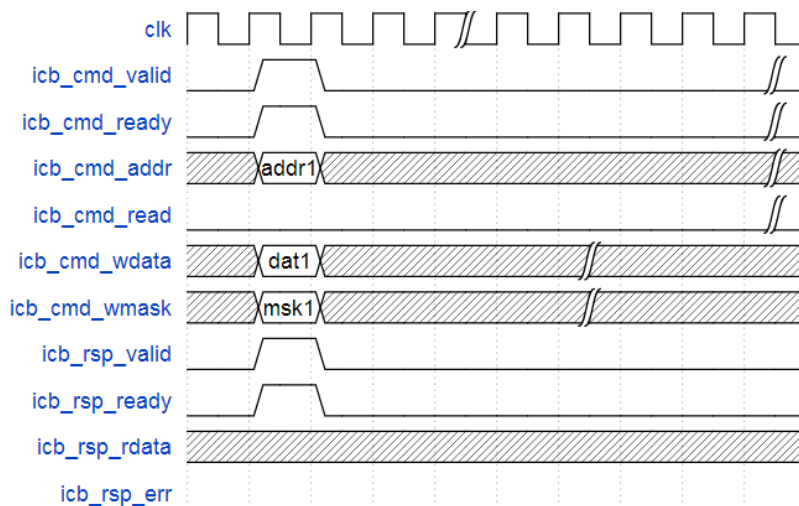 clk
icb_cmd_valid
icb_cmd_ready
icb_cmd_addr addr1
icb_cmd_read
icb_cmd_wdata dat1
icb_cmd_wmask msk1
icb_rsp_valid
icb_rsp_ready
icb_rsp_rdata
icb_rsp_err